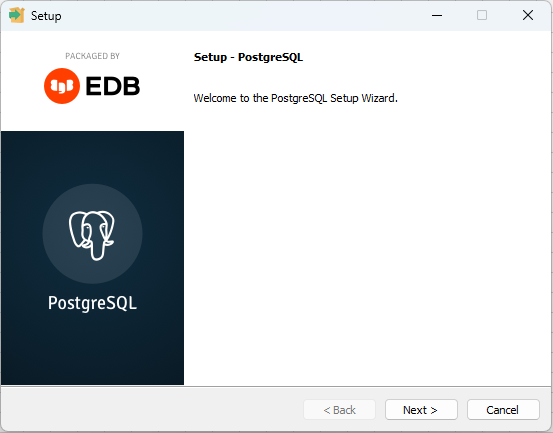 Setup
PACKAGED BY
EDB
Setup - PostgreSQL
Welcome to the PostgreSQL Setup Wizard.
PostgreSQL
< Back
Next >
Cancel